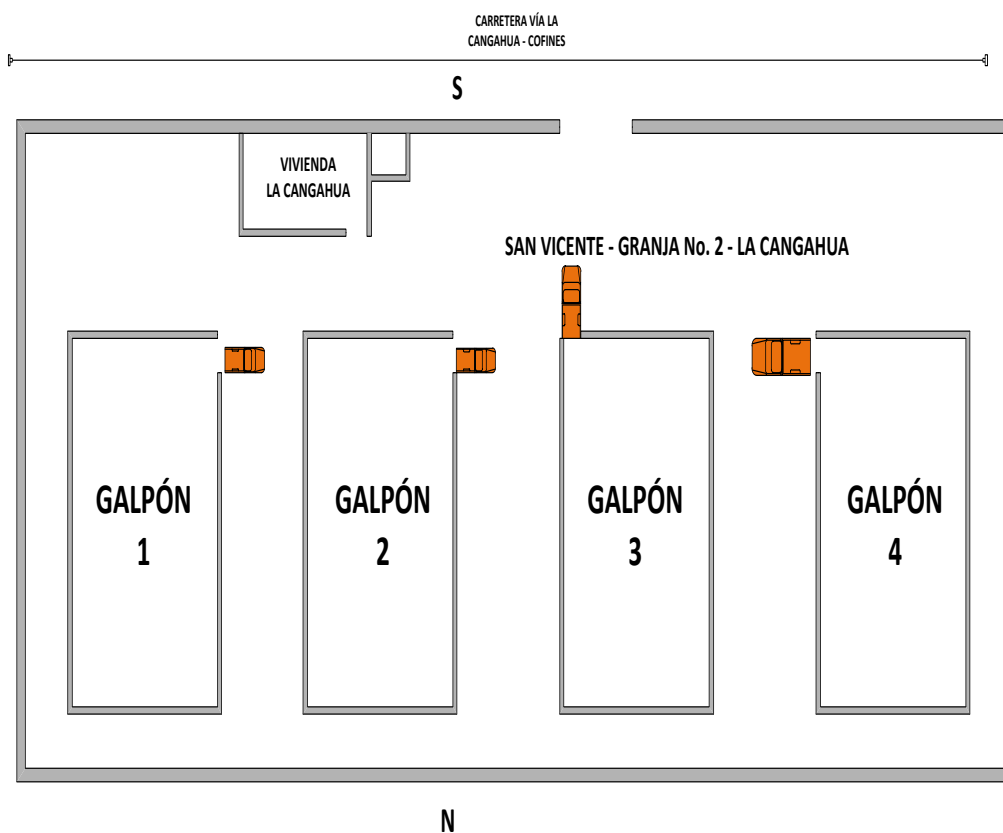 CARRETERA VÍA LA
CANGAHUA - COFINES
S
VIVIENDA
LA CANGAHUA
SAN VICENTE - GRANJA No. 2 - LA CANGAHUA
GALPÓN
1
GALPÓN
2
GALPÓN
3
GALPÓN
4
N